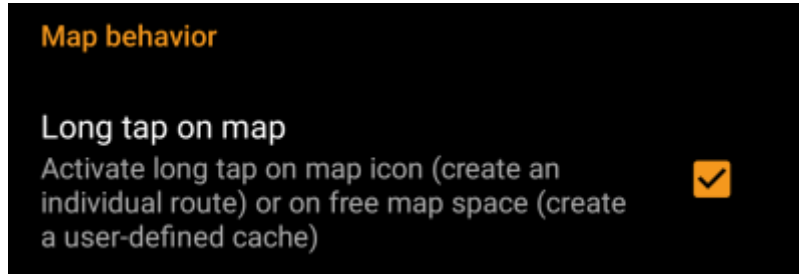 Map behavior
Long tap on map
Activate long tap on map icon (create an
individual route) or on free map space (create
a user-defined cache)